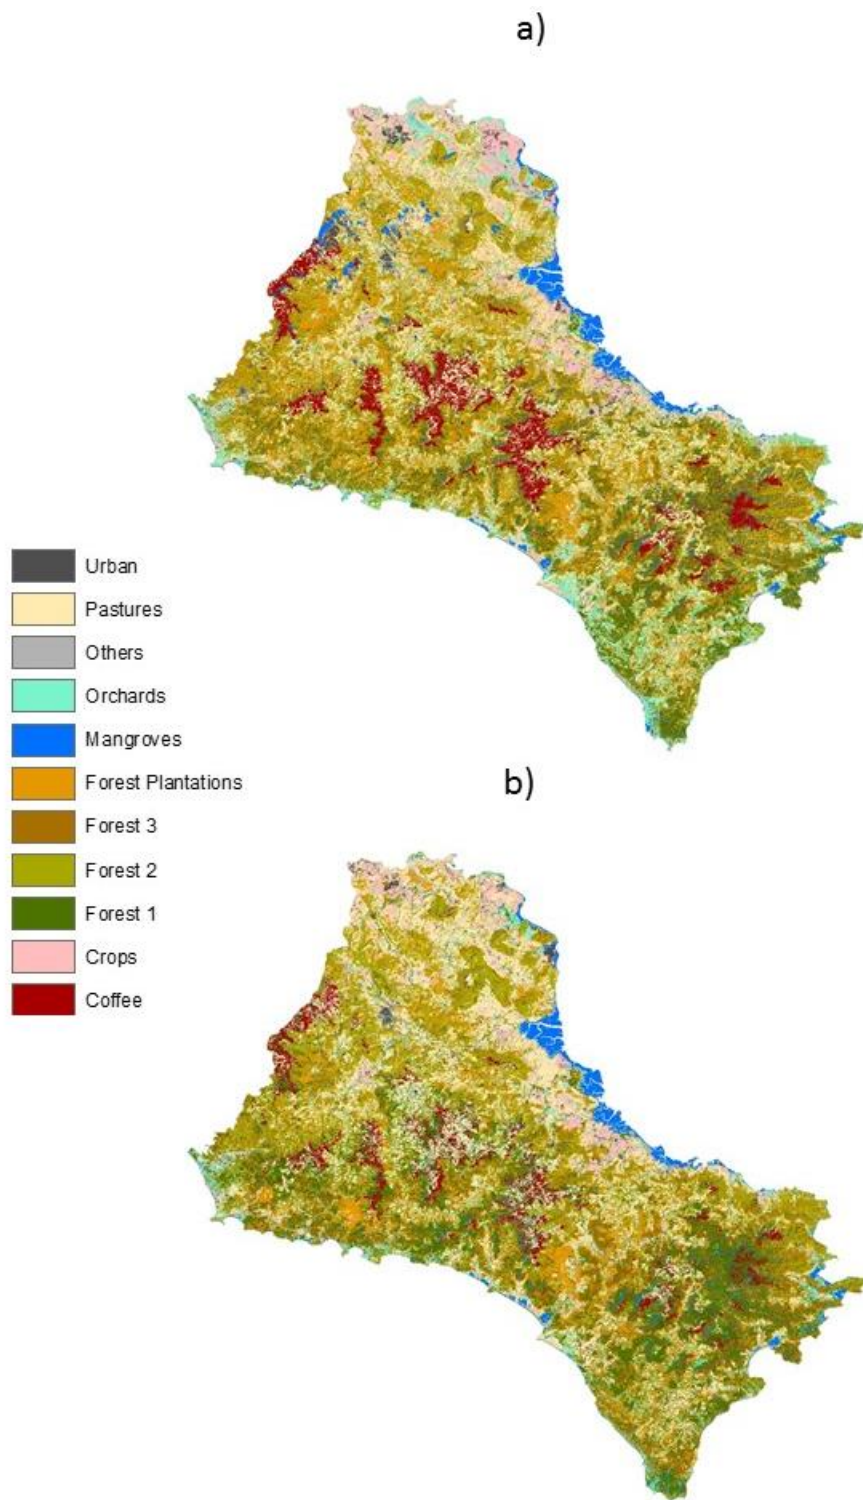 a)
Urban
Pastures
Others
Orchards
Mangroves
Forest Plantations
Forest 3
Forest 2
Forest 1
Crops
Coffee
b)